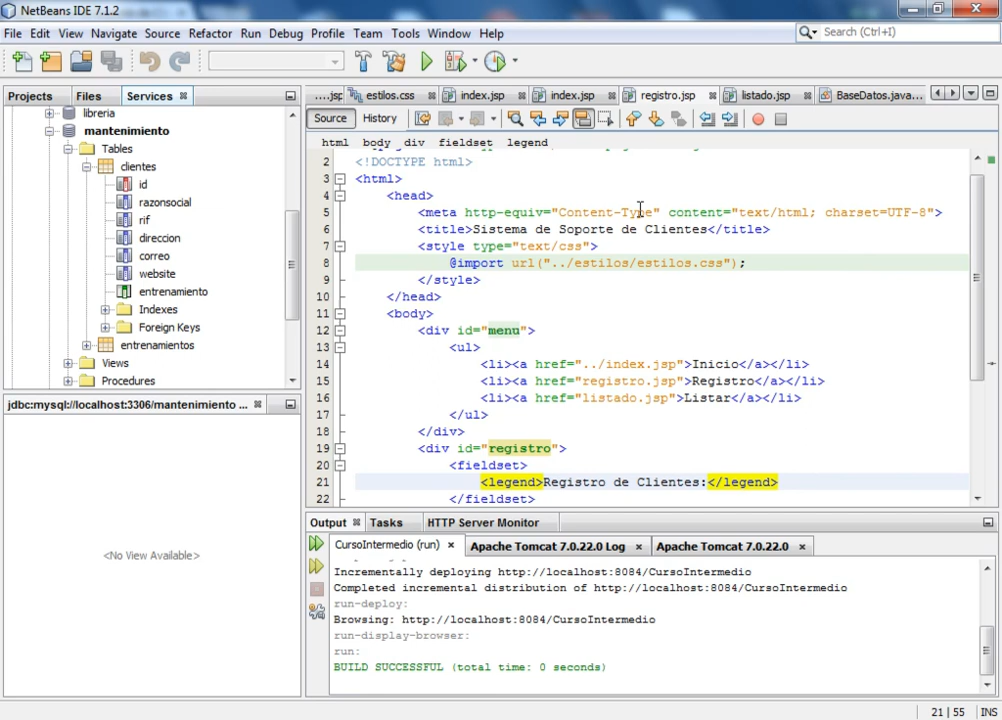 NetBeans IDE 7.1.2
File Edit View Navigate Source Refactor Run Debug Profile Team Tools Window Help
Search (Ctrl+I)
Projects Files Services
...jsp estilos.css index.jsp index.jsp registro.jsp listado.jsp BaseDatos.java...
Source History
html body div fieldset legend
libreria
mantenimiento
Tables
clientes
id
razonsocial
rif
direccion
correo
website
entrenamiento
Indexes
Foreign Keys
entrenamientos
Views
Procedures
jdbc:mysql://localhost:3306/mantenimiento ...
<No View Available>
2 <!DOCTYPE html>
3 <html>
4 <head>
5 <meta http-equiv="Content-Type" content="text/html; charset=UTF-8">
6 <title>Sistema de Soporte de Clientes</title>
7 <style type="text/css">
8 @import url("../estilos/estilos.css");
9 </style>
10 </head>
11 <body>
12 <div id="menu">
13 <ul>
14 <li><a href="../index.jsp">Inicio</a></li>
15 <li><a href="registro.jsp">Registro</a></li>
16 <li><a href="listado.jsp">Listar</a></li>
17 </ul>
18 </div>
19 <div id="registro">
20 <fieldset>
21 <legend>Registro de Clientes:</legend>
22 </fieldset>
Output Tasks HTTP Server Monitor
CursoIntermedio (run) Apache Tomcat 7.0.22.0 Log Apache Tomcat 7.0.22.0
Incrementally deploying http://localhost:8084/CursoIntermedio
Completed incremental distribution of http://localhost:8084/CursoIntermedio
run-deploy:
Browsing: http://localhost:8084/CursoIntermedio
run-display-browser:
run:
BUILD SUCCESSFUL (total time: 0 seconds)
21 | 55 INS